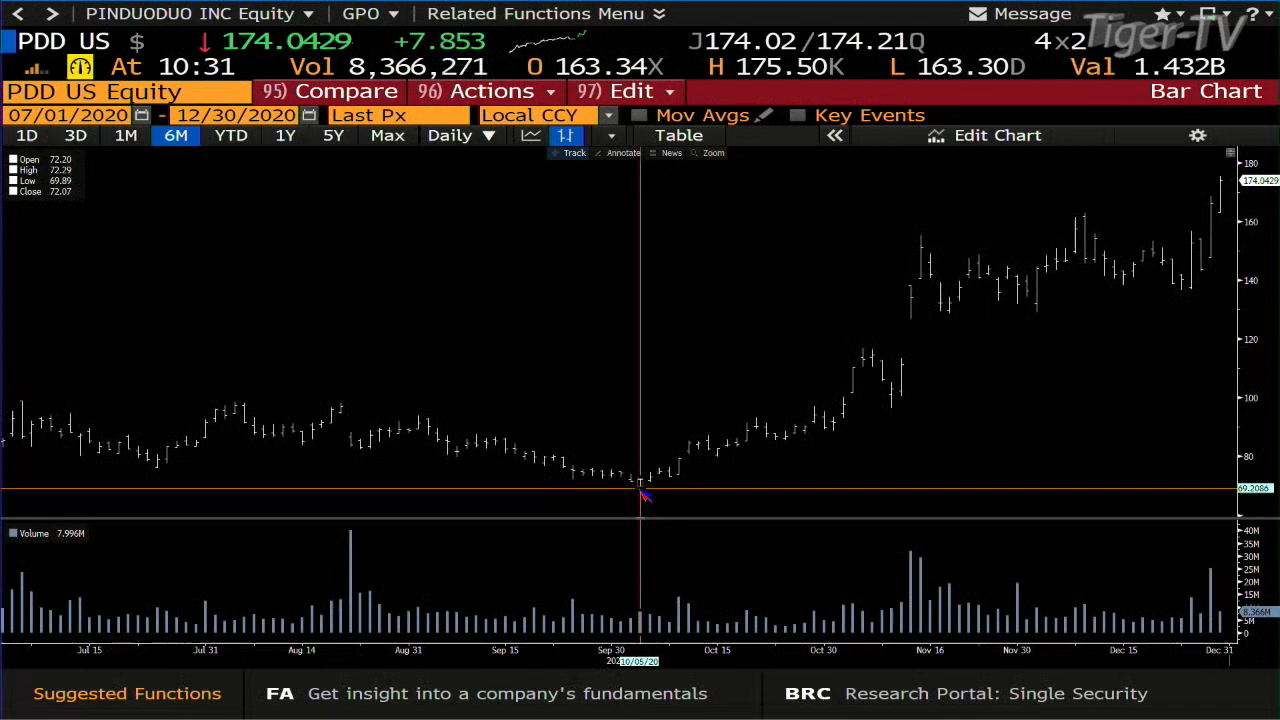 < > PINDUODUO INC Equity GPO Related Functions Menu Message ?
Tiger-TV
PDD US $ 174.0429 +7.853 J174.02/174.21Q 4x2
At 10:31 Vol 8,366,271 O 163.34X H 175.50K L 163.30D Val 1.432B
PDD US Equity 95) Compare 96) Actions 97) Edit Bar Chart
07/01/2020 - 12/30/2020 Last Px Local CCY Mov Avgs Key Events
1D 3D 1M 6M YTD 1Y 5Y Max Daily Table Edit Chart
Track Annotate News Zoom
Open 72.20
High 72.29
Low 69.89
Close 72.07
180
174.0429
160
140
120
100
80
69.2086
Volume 7.996M
40M
35M
30M
25M
20M
15M
8.366M
5M
0
Jul 15 Jul 31 Aug 14 Aug 31 Sep 15 Sep 30 Oct 15 Oct 30 Nov 16 Nov 30 Dec 15 Dec 31
10/05/20
Suggested Functions FA Get insight into a company's fundamentals BRC Research Portal: Single Security